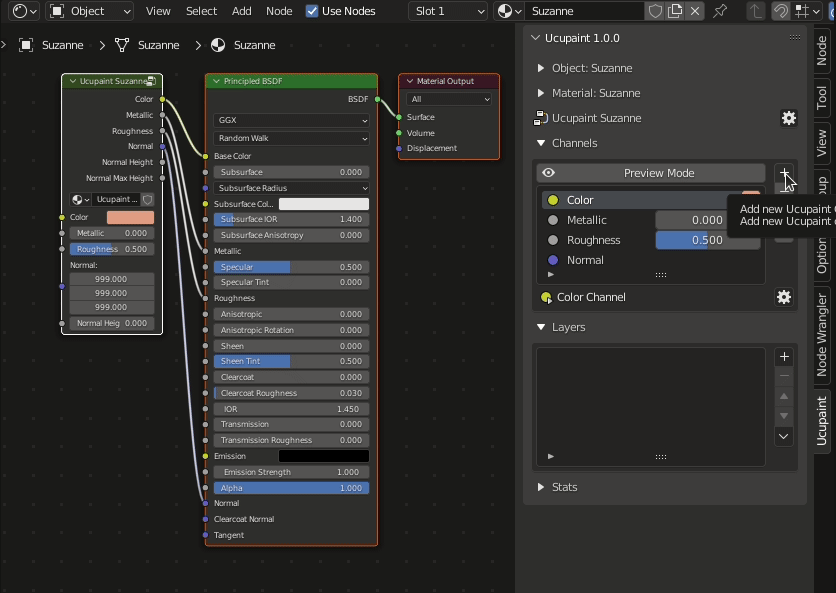 Object View Select Add Node Use Nodes Slot 1 Suzanne
Suzanne Suzanne Suzanne
Ucupaint Suzanne
Color
Metallic
Roughness
Normal
Normal Height
Normal Max Height
Ucupaint ...
Color
Metallic 0.000
Roughness 0.500
Normal:
999.000
999.000
999.000
Normal Heig 0.000
Principled BSDF
BSDF
GGX
Random Walk
Base Color
Subsurface 0.000
Subsurface Radius
Subsurface Col...
Subsurface IOR 1.400
Subsurface Anisotropy 0.000
Metallic
Specular 0.500
Specular Tint 0.000
Roughness
Anisotropic 0.000
Anisotropic Rotation 0.000
Sheen 0.000
Sheen Tint 0.500
Clearcoat 0.000
Clearcoat Roughness 0.030
IOR 1.450
Transmission 0.000
Transmission Roughness 0.000
Emission
Emission Strength 1.000
Alpha 1.000
Normal
Clearcoat Normal
Tangent
Material Output
All
Surface
Volume
Displacement
Ucupaint 1.0.0
Object: Suzanne
Material: Suzanne
Ucupaint Suzanne
Channels
Preview Mode
Color
Metallic 0.000
Roughness 0.500
Normal
Add new Ucupaint
Add new Ucupaint
Color Channel
Layers
Stats
Node
Tool
View
Node Wrangler
Ucupaint